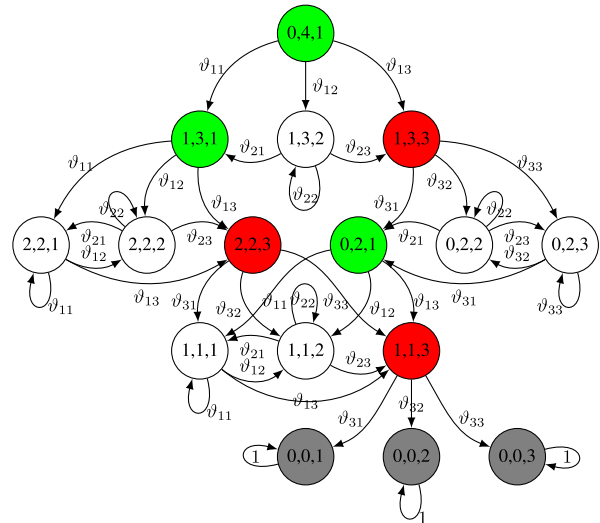 0,4,1
ϑ11 ϑ12 ϑ13
1,3,1 ϑ21 1,3,2 ϑ23 1,3,3
ϑ11 ϑ12 ϑ13 ϑ22 ϑ31 ϑ32 ϑ33
ϑ22 ϑ22
2,2,1 ϑ21 2,2,2 ϑ23 2,2,3 0,2,1 ϑ21 0,2,2 ϑ23 0,2,3
ϑ12 ϑ32
ϑ11 ϑ13 ϑ31 ϑ32 ϑ11 ϑ22 ϑ33 ϑ12 ϑ13 ϑ31 ϑ33
1,1,1 ϑ21 1,1,2 ϑ23 1,1,3
ϑ12
ϑ11 ϑ13 ϑ31 ϑ32 ϑ33
1 0,0,1 0,0,2 0,0,3 1
1